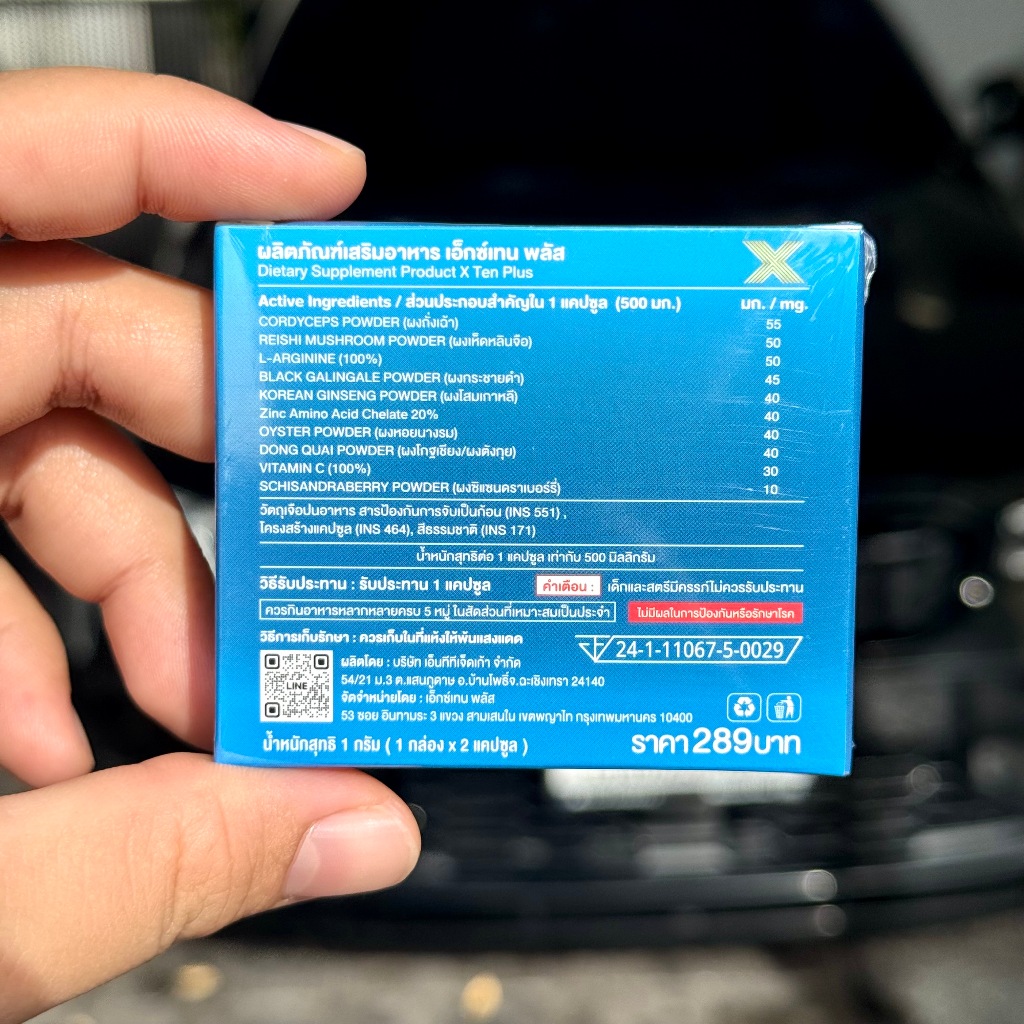 ผลิตภัณฑ์เสริมอาหาร เอ็กซ์เทน พลัส
Dietary Supplement Product X Ten Plus
X
Active Ingredients / ส่วนประกอบสำคัญใน 1 แคปซูล (500 มก.) มก. / mg.
CORDYCEPS POWDER (ผงถั่งเฉ้า) 55
REISHI MUSHROOM POWDER (ผงเห็ดหลินจือ) 50
L-ARGININE (100%) 50
BLACK GALINGALE POWDER (ผงกระชายดำ) 45
KOREAN GINSENG POWDER (ผงโสมเกาหลี) 40
Zinc Amino Acid Chelate 20% 40
OYSTER POWDER (ผงหอยนางรม) 40
DONG QUAI POWDER (ผงโกฐเชียง/ผงตังกุย) 40
VITAMIN C (100%) 30
SCHISANDRABERRY POWDER (ผงซิแซนดราเบอร์รี่) 10
วัตถุเจือปนอาหาร สารป้องกันการจับเป็นก้อน (INS 551) ,
โครงสร้างแคปซูล (INS 464), สีธรรมชาติ (INS 171)
น้ำหนักสุทธิต่อ 1 แคปซูล เท่ากับ 500 มิลลิกรัม
วิธีรับประทาน : รับประทาน 1 แคปซูล คำเตือน : เด็กและสตรีมีครรภ์ไม่ควรรับประทาน
ควรกินอาหารหลากหลายครบ 5 หมู่ ในสัดส่วนที่เหมาะสมเป็นประจำ ไม่มีผลในการป้องกันหรือรักษาโรค
วิธีการเก็บรักษา : ควรเก็บในที่แห้งให้พ้นแสงแดด
24-1-11067-5-0029
LINE
ผลิตโดย : บริษัท เอ็นทีทีเจ็ดเก้า จำกัด
54/21 ม.3 ต.แสนภูดาษ อ.บ้านโพธิ์จ.ฉะเชิงเทรา 24140
จัดจำหน่ายโดย : เอ็กซ์เทน พลัส
53 ซอย อินทามระ 3 แขวง สามเสนใน เขตพญาไท กรุงเทพมหานคร 10400
น้ำหนักสุทธิ 1 กรัม ( 1 กล่อง x 2 แคปซูล )
ราคา 289บาท